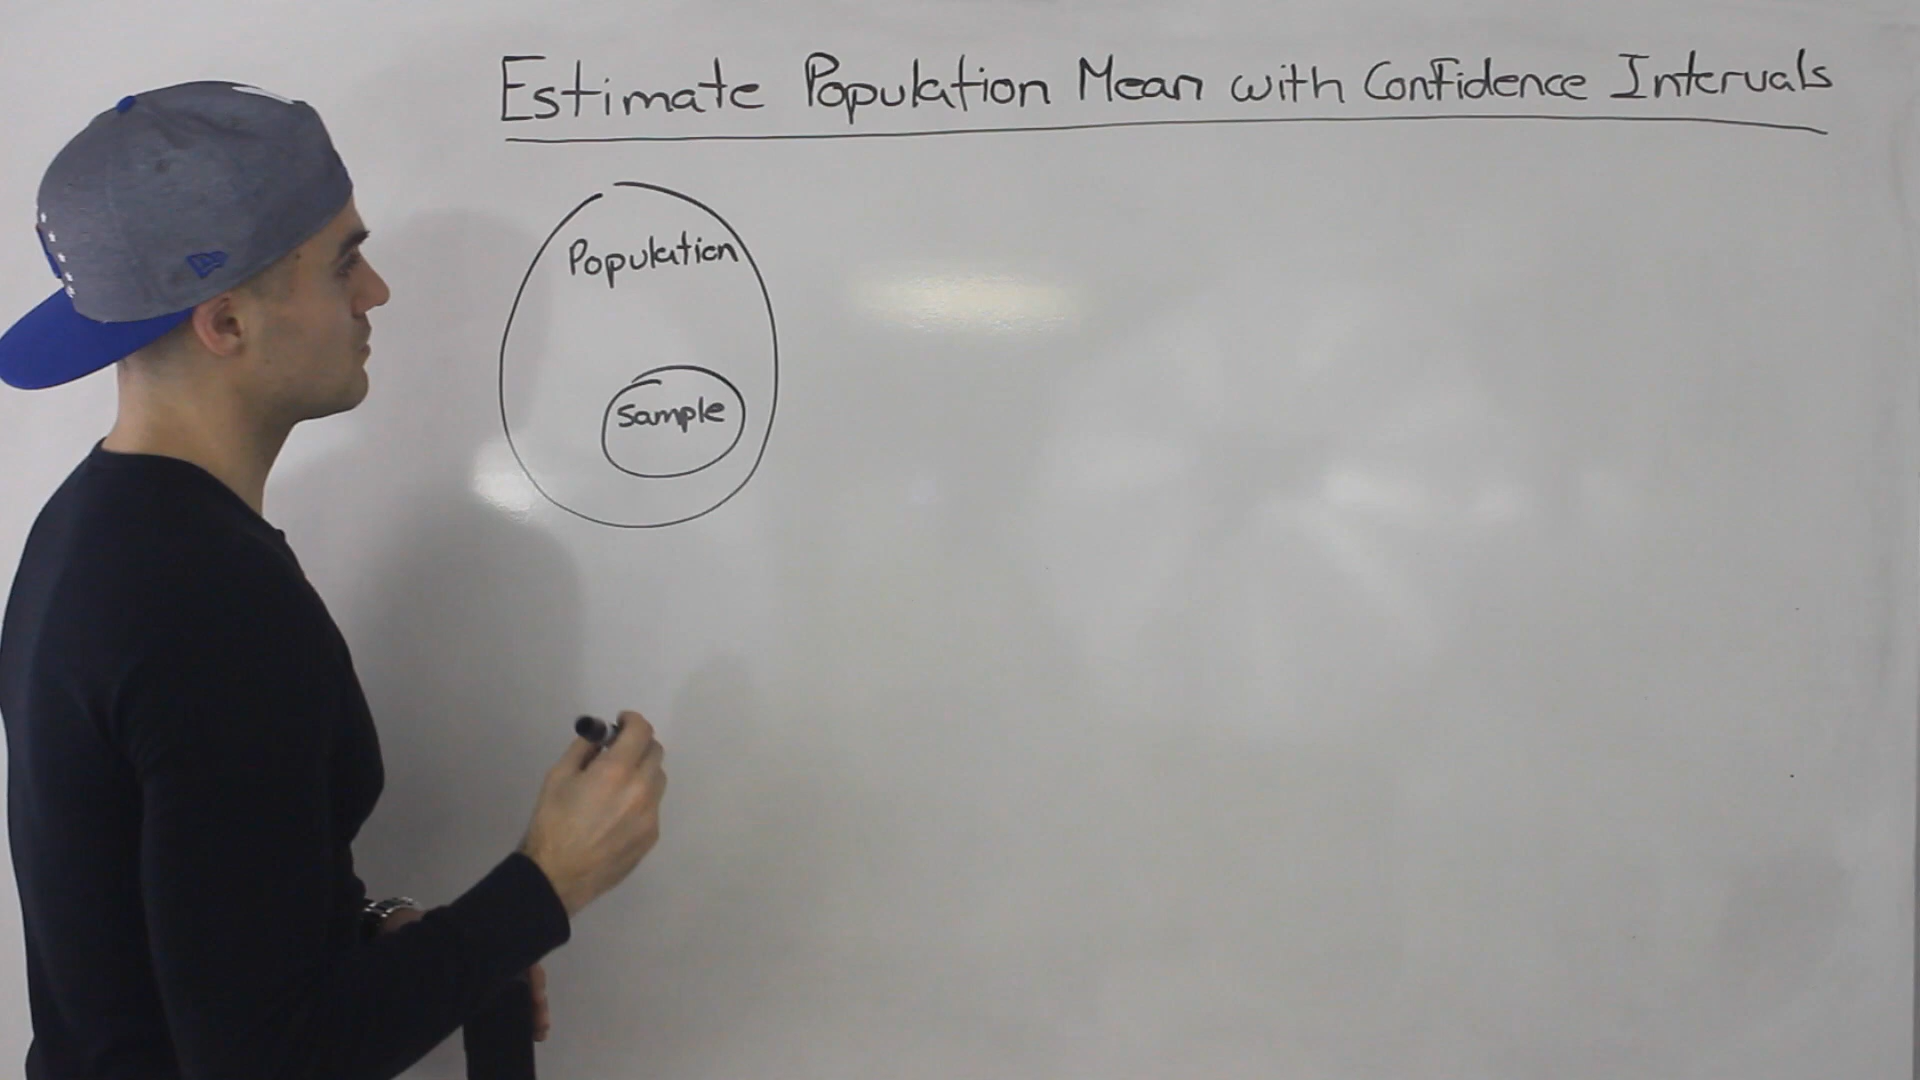 Estimate Population Mean with Confidence Intervals
Population
Sample